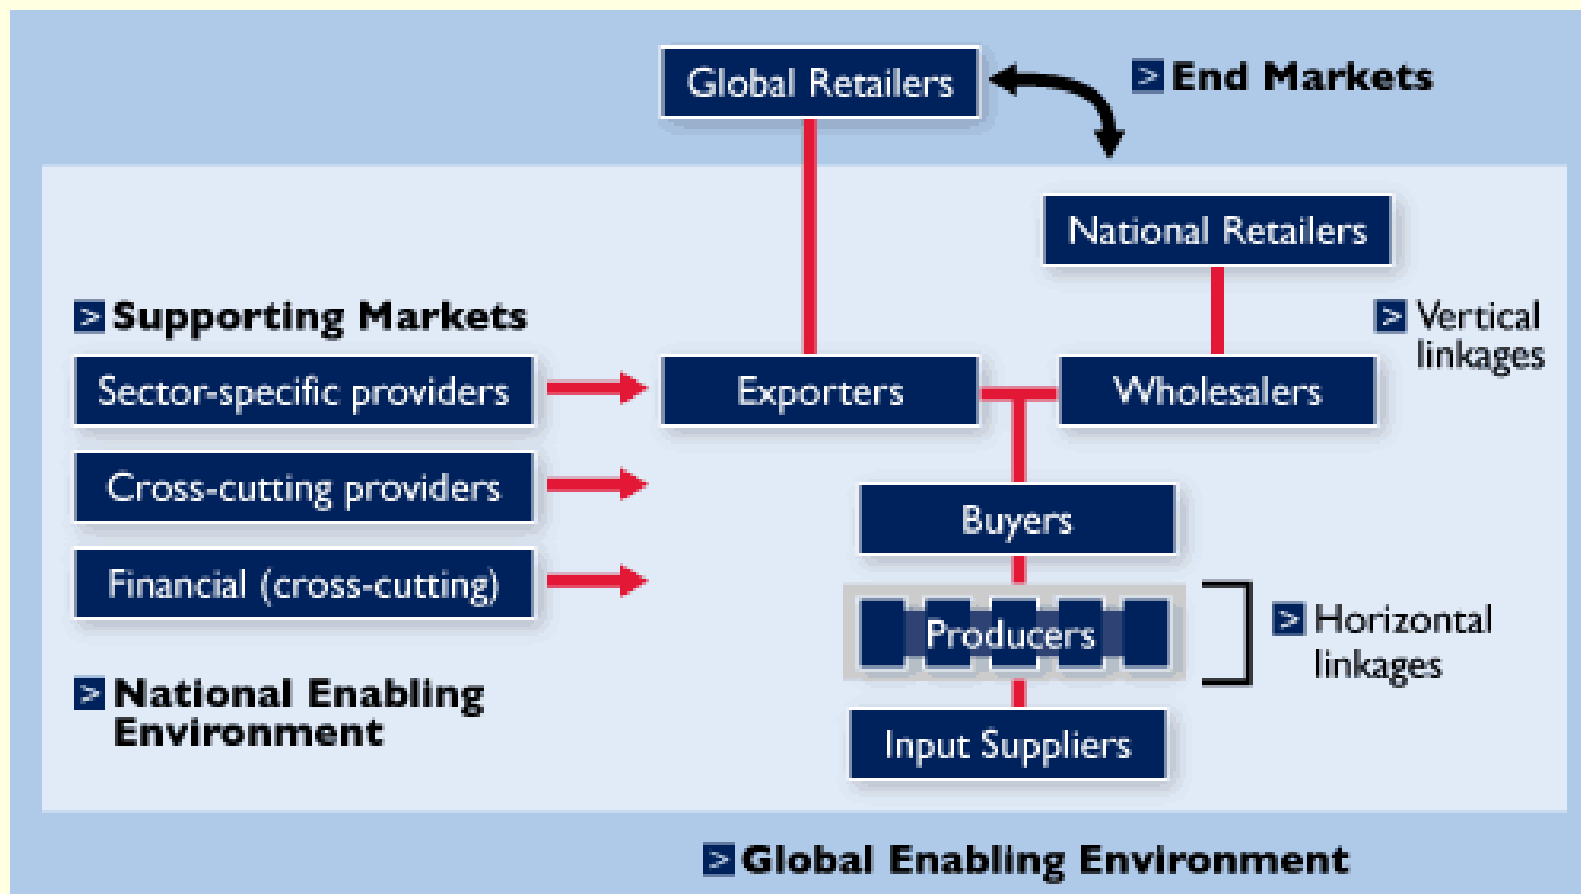 Global Retailers
> End Markets
National Retailers
> Supporting Markets
> Vertical
linkages
Sector-specific providers
Exporters
Wholesalers
Cross-cutting providers
Buyers
Financial (cross-cutting)
Producers
> Horizontal
linkages
> National Enabling
Environment
Input Suppliers
> Global Enabling Environment